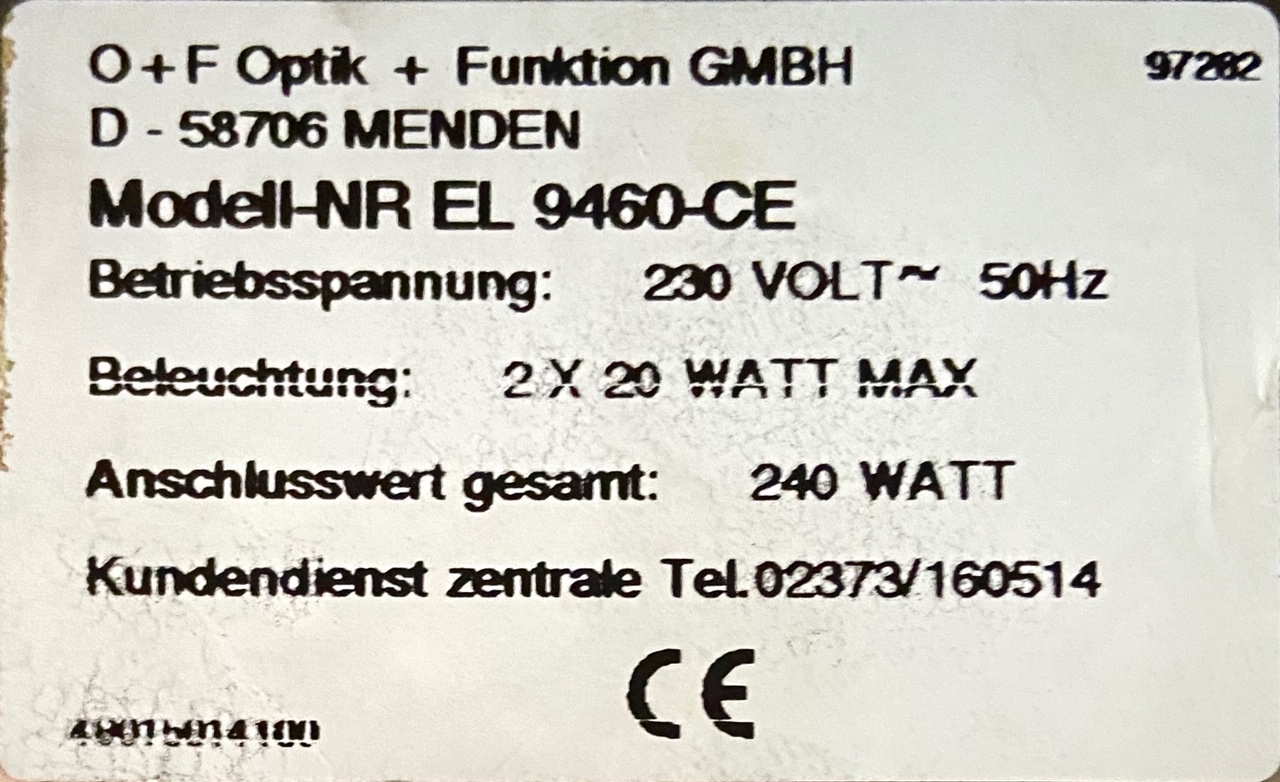 O+F Optik + Funktion GMBH 97282
D - 58706 MENDEN
Modell-NR EL 9460-CE
Betriebsspannung: 230 VOLT~ 50Hz
Beleuchtung: 2 X 20 WATT MAX
Anschlusswert gesamt: 240 WATT
Kundendienst zentrale Tel.02373/160514
CE